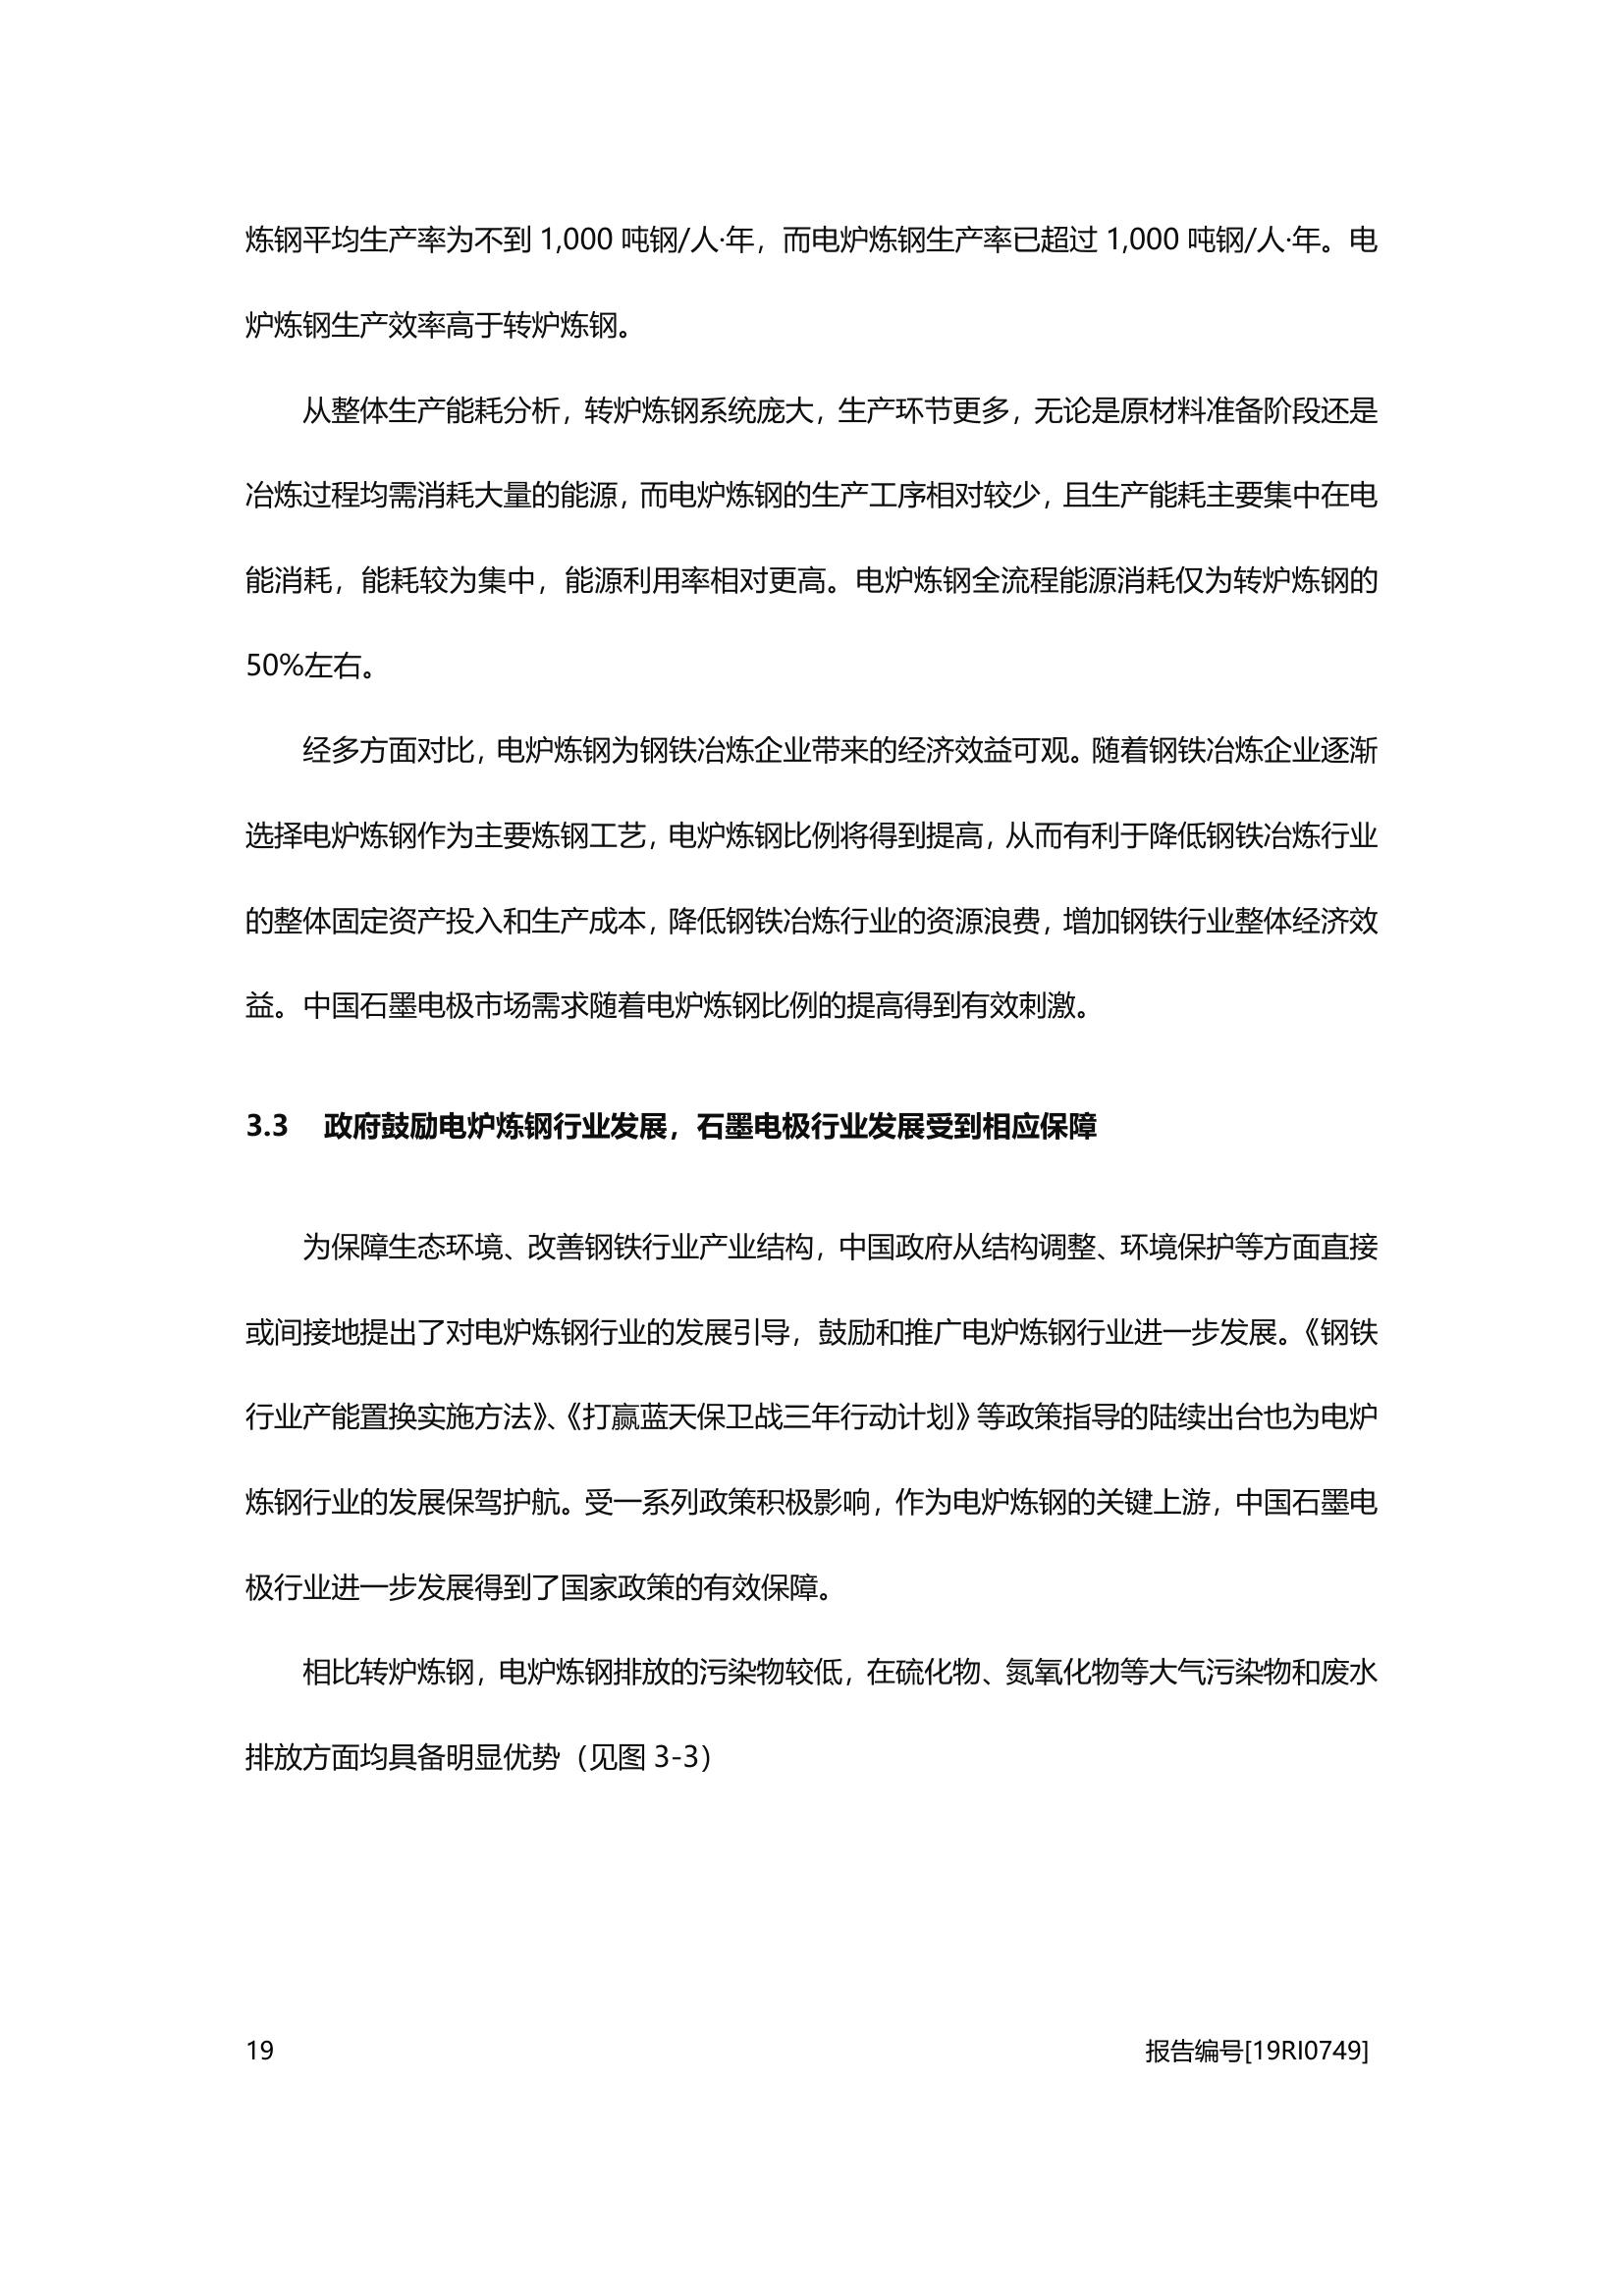 炼钢平均生产率为不到 1,000 吨钢/人·年，而电炉炼钢生产率已超过 1,000 吨钢/人·年。电
炉炼钢生产效率高于转炉炼钢。
从整体生产能耗分析，转炉炼钢系统庞大，生产环节更多，无论是原材料准备阶段还是
冶炼过程均需消耗大量的能源，而电炉炼钢的生产工序相对较少，且生产能耗主要集中在电
能消耗，能耗较为集中，能源利用率相对更高。电炉炼钢全流程能源消耗仅为转炉炼钢的
50%左右。
经多方面对比，电炉炼钢为钢铁冶炼企业带来的经济效益可观。随着钢铁冶炼企业逐渐
选择电炉炼钢作为主要炼钢工艺，电炉炼钢比例将得到提高，从而有利于降低钢铁冶炼行业
的整体固定资产投入和生产成本，降低钢铁冶炼行业的资源浪费，增加钢铁行业整体经济效
益。中国石墨电极市场需求随着电炉炼钢比例的提高得到有效刺激。
3.3 政府鼓励电炉炼钢行业发展，石墨电极行业发展受到相应保障
为保障生态环境、改善钢铁行业产业结构，中国政府从结构调整、环境保护等方面直接
或间接地提出了对电炉炼钢行业的发展引导，鼓励和推广电炉炼钢行业进一步发展。《钢铁
行业产能置换实施方法》、《打赢蓝天保卫战三年行动计划》等政策指导的陆续出台也为电炉
炼钢行业的发展保驾护航。受一系列政策积极影响，作为电炉炼钢的关键上游，中国石墨电
极行业进一步发展得到了国家政策的有效保障。
相比转炉炼钢，电炉炼钢排放的污染物较低，在硫化物、氮氧化物等大气污染物和废水
排放方面均具备明显优势（见图 3-3）
19 报告编号[19RI0749]